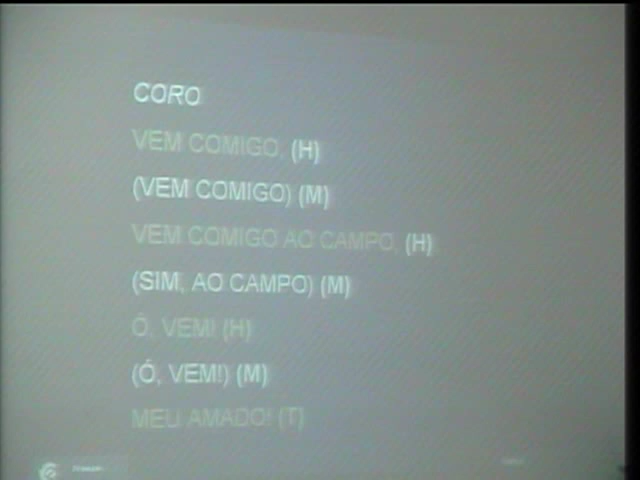 CORO
VEM COMIGO, (H)
(VEM COMIGO) (M)
VEM COMIGO AO CAMPO, (H)
(SIM, AO CAMPO) (M)
Ó, VEM! (H)
(Ó, VEM!) (M)
MEU AMADO! (T)